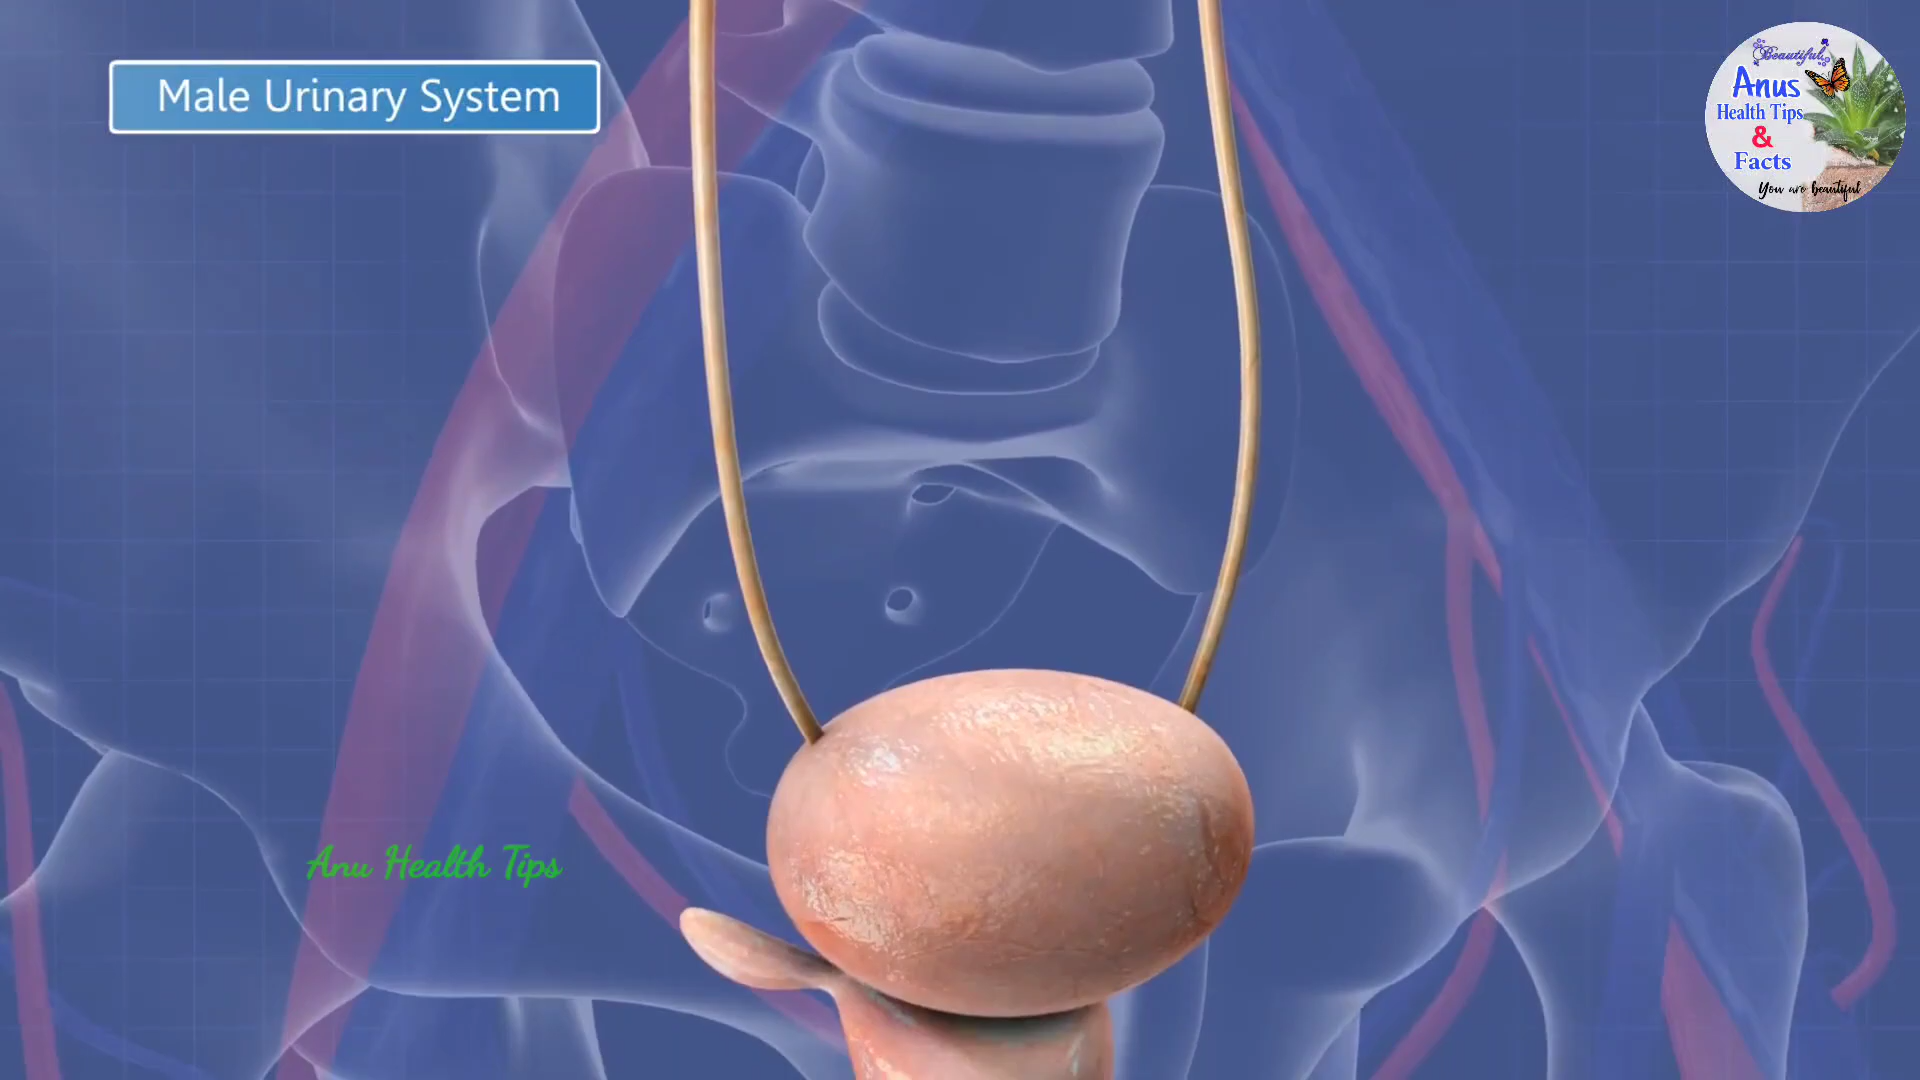 Male Urinary System
Beautiful
Anus
Health Tips
&
Facts
You are beautiful
Anu Health Tips